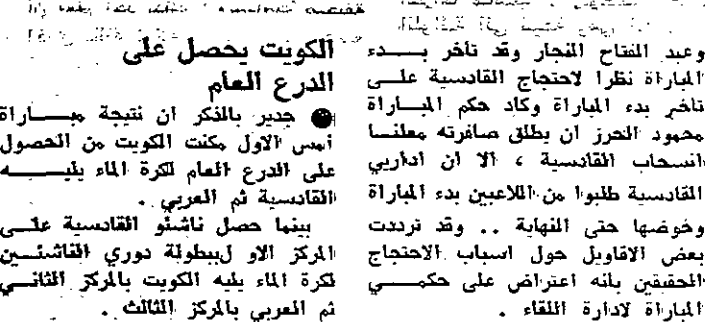 وعبد الفتاح النجار وقد تأخر بدء
المباراة نظرا لاحتجاج القادسية على
تأخر بدء المباراة وكاد حكم المباراة
محمود الحرز ان يطلق صافرته معلنا
انسحاب القادسية ، الا ان اداريي
القادسية طلبوا من اللاعبين بدء المباراة
وخوضها حتى النهاية .. وقد ترددت
بعض الاقاويل حول اسباب الاحتجاج
الحقيقين بأنه اعتراض على حكمي
المباراة لادارة اللقاء .
الكويت يحصل على
الدرع العام
● جدير بالذكر ان نتيجة مباراة
أمس الاول مكنت الكويت من الحصول
على الدرع العام لكرة الماء يليه
القادسية ثم العربي .
بينما حصل ناشئو القادسية على
المركز الاو لببطولة دوري الناشئين
لكرة الماء يليه الكويت بالمركز الثاني
ثم العربي بالمركز الثالث .